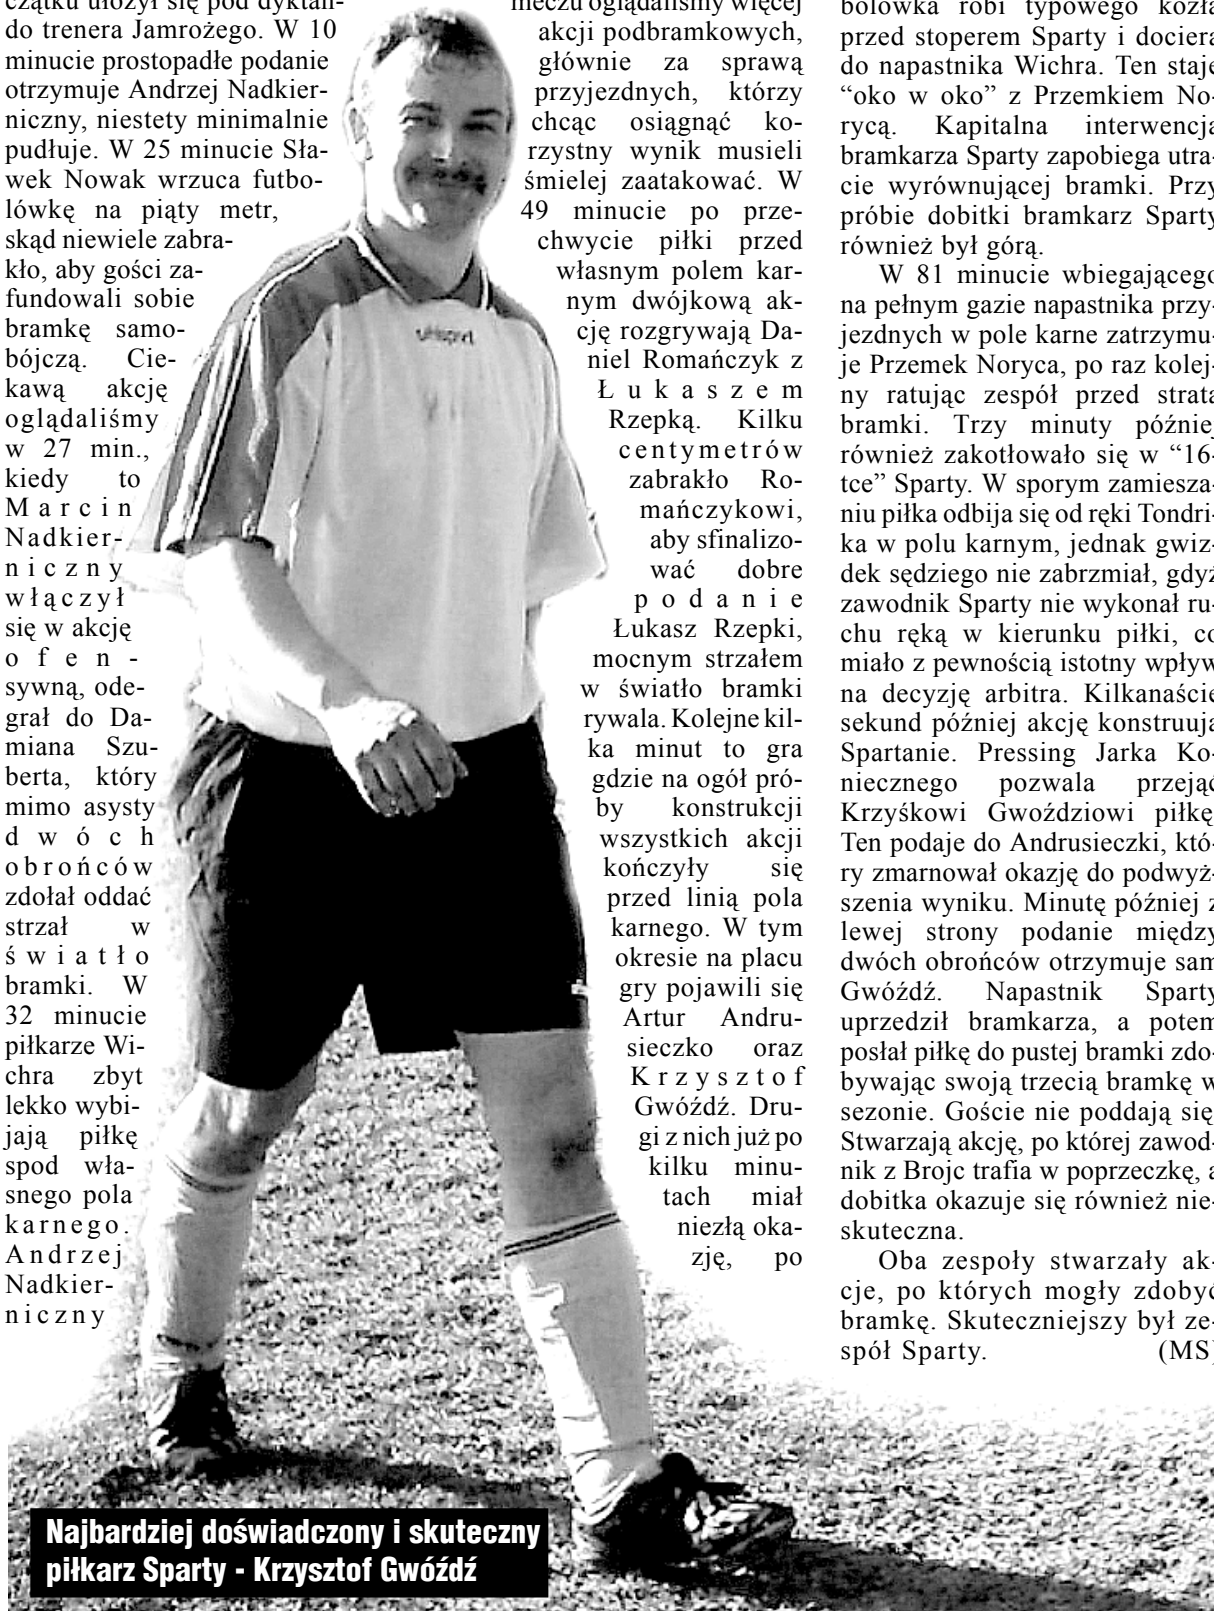 czątku ułożył się pod dyktan-
do trenera Jamrożego. W 10
minucie prostopadłe podanie
otrzymuje Andrzej Nadkier-
niczny, niestety minimalnie
pudłuje. W 25 minucie Sła-
wek Nowak wrzuca futbo-
lówkę na piąty metr,
skąd niewiele zabra-
kło, aby gości za-
fundowali sobie
bramkę samo-
bójczą. Cie-
kawą akcję
oglądaliśmy
w 27 min.,
kiedy to
Marcin
Nadkier-
niczny
włączył
się w akcję
ofen-
sywną, ode-
grał do Da-
miana Szu-
berta, który
mimo asysty
dwóch
obrońców
zdołał oddać
strzał w
światło
bramki. W
32 minucie
piłkarze Wi-
chra zbyt
lekko wybi-
jają piłkę
spod wła-
snego pola
karnego.
Andrzej
Nadkier-
niczny
meczu oglądaliśmy więcej
akcji podbramkowych,
głównie za sprawą
przyjezdnych, którzy
chcąc osiągnąć ko-
rzystny wynik musieli
śmielej zaatakować. W
49 minucie po prze-
chwycie piłki przed
własnym polem kar-
nym dwójkową ak-
cję rozgrywają Da-
niel Romańczyk z
Łukaszem
Rzepką. Kilku
centymetrów
zabrakło Ro-
mańczykowi,
aby sfinalizo-
wać dobre
podanie
Łukasz Rzepki,
mocnym strzałem
w światło bramki
rywala. Kolejne kil-
ka minut to gra
gdzie na ogół pró-
by konstrukcji
wszystkich akcji
kończyły się
przed linią pola
karnego. W tym
okresie na placu
gry pojawili się
Artur Andru-
sieczko oraz
Krzysztof
Gwóźdź. Dru-
gi z nich już po
kilku minu-
tach miał
niezłą oka-
zję, po
bolówka robi typowego kozła
przed stoperem Sparty i dociera
do napastnika Wichra. Ten staje
“oko w oko” z Przemkiem No-
rycą. Kapitalna interwencja
bramkarza Sparty zapobiega utra-
cie wyrównującej bramki. Przy
próbie dobitki bramkarz Sparty
również był górą.
W 81 minucie wbiegającego
na pełnym gazie napastnika przy-
jezdnych w pole karne zatrzymu-
je Przemek Noryca, po raz kolej-
ny ratując zespół przed stratą
bramki. Trzy minuty później
również zakotłowało się w “16-
tce” Sparty. W sporym zamiesza-
niu piłka odbija się od ręki Tondri-
ka w polu karnym, jednak gwiz-
dek sędziego nie zabrzmiał, gdyż
zawodnik Sparty nie wykonał ru-
chu ręką w kierunku piłki, co
miało z pewnością istotny wpływ
na decyzję arbitra. Kilkanaście
sekund później akcję konstruują
Spartanie. Pressing Jarka Ko-
niecznego pozwala przejąć
Krzyśkowi Gwoździowi piłkę.
Ten podaje do Andrusieczki, któ-
ry zmarnował okazję do podwyż-
szenia wyniku. Minutę później z
lewej strony podanie między
dwóch obrońców otrzymuje sam
Gwóźdź. Napastnik Sparty
uprzedził bramkarza, a potem
posłał piłkę do pustej bramki zdo-
bywając swoją trzecią bramkę w
sezonie. Goście nie poddają się.
Stwarzają akcję, po której zawod-
nik z Brojc trafia w poprzeczkę, a
dobitka okazuje się również nie-
skuteczna.
Oba zespoły stwarzały ak-
cje, po których mogły zdobyć
bramkę. Skuteczniejszy był ze-
spół Sparty. (MS)
uhlsport
Najbardziej doświadczony i skuteczny
piłkarz Sparty - Krzysztof Gwóźdź